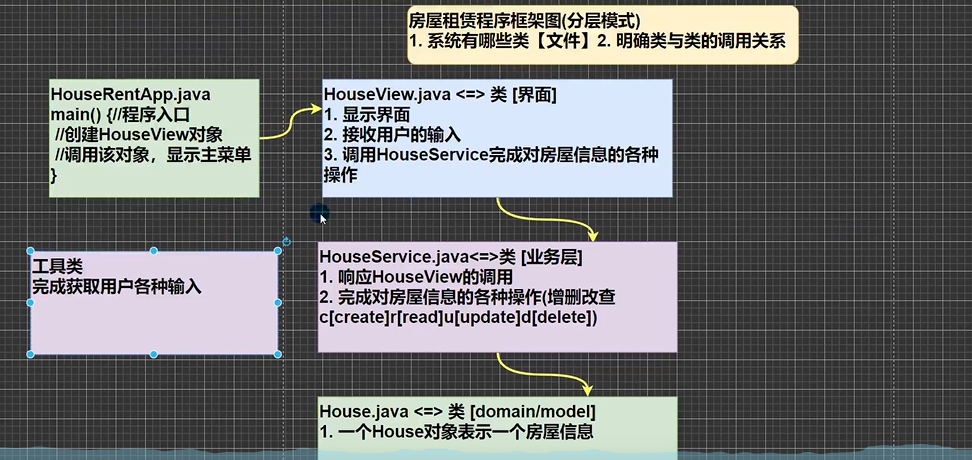 房屋租赁程序框架图(分层模式)
1. 系统有哪些类【文件】2. 明确类与类的调用关系
HouseRentApp.java
main() {//程序入口
//创建HouseView对象
//调用该对象，显示主菜单
}
HouseView.java <=> 类 [界面]
1. 显示界面
2. 接收用户的输入
3. 调用HouseService完成对房屋信息的各种
操作
工具类
完成获取用户各种输入
HouseService.java<=>类 [业务层]
1. 响应HouseView的调用
2. 完成对房屋信息的各种操作(增删改查
c[create]r[read]u[update]d[delete])
House.java <=> 类 [domain/model]
1. 一个House对象表示一个房屋信息